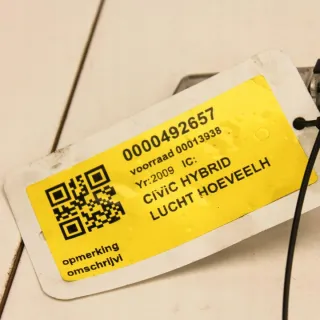 0000492657
voorraad 00013938
Yr:2009 IC:
CIVIC HYBRID
LUCHT HOEVEELH
opmerking
omschrijvi